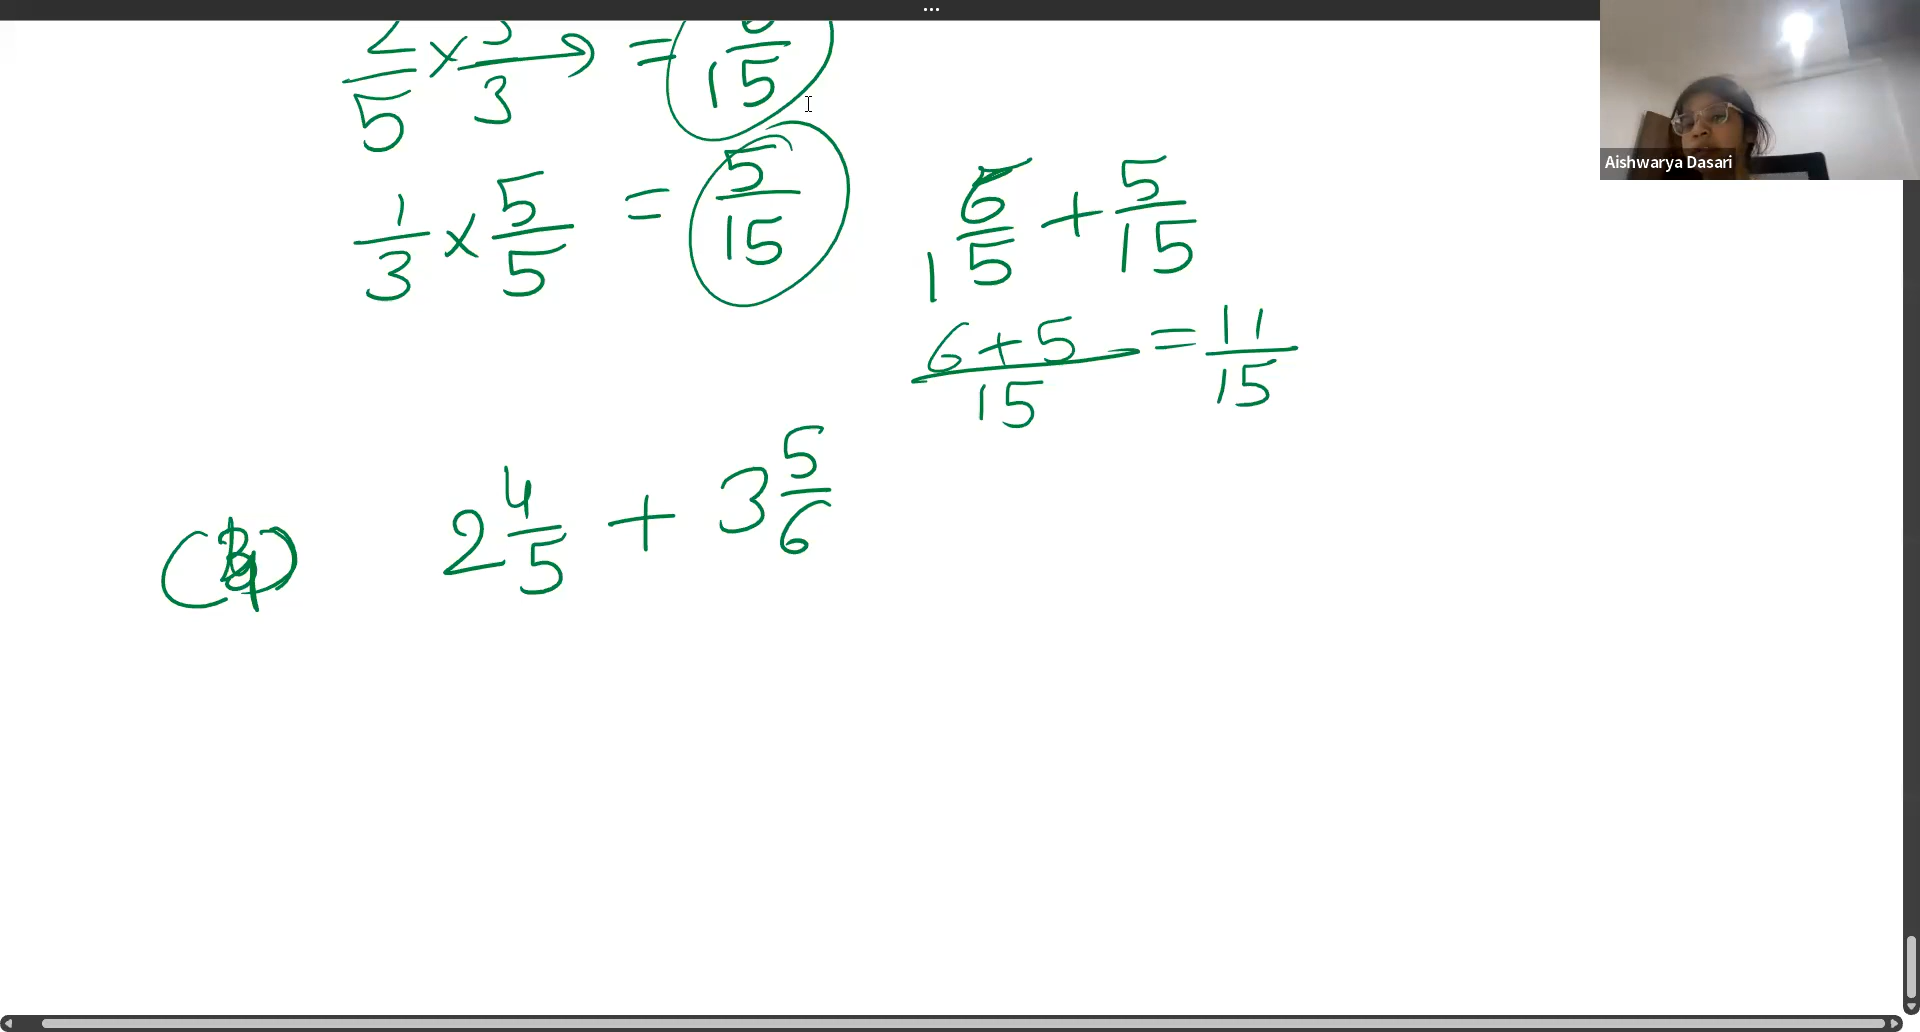 2/5 × 3/3 = 6/15
1/3 × 5/5 = 5/15
6/15 + 5/15
6+5/15 = 11/15
2 4/5 + 3 5/6
Aishwarya Dasari